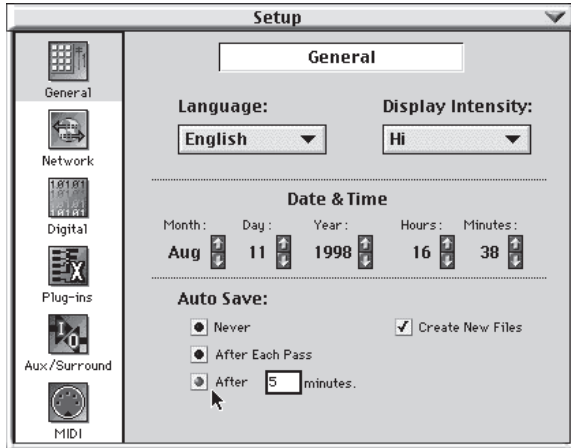 Setup
General
Network
10101
10101
Digital
Plug-ins
I/O
Aux/Surround
MIDI
General
Language: Display Intensity:
English Hi
Date & Time
Month: Day: Year: Hours: Minutes:
Aug 11 1998 16 38
Auto Save:
Never Create New Files
After Each Pass
After 5 minutes.